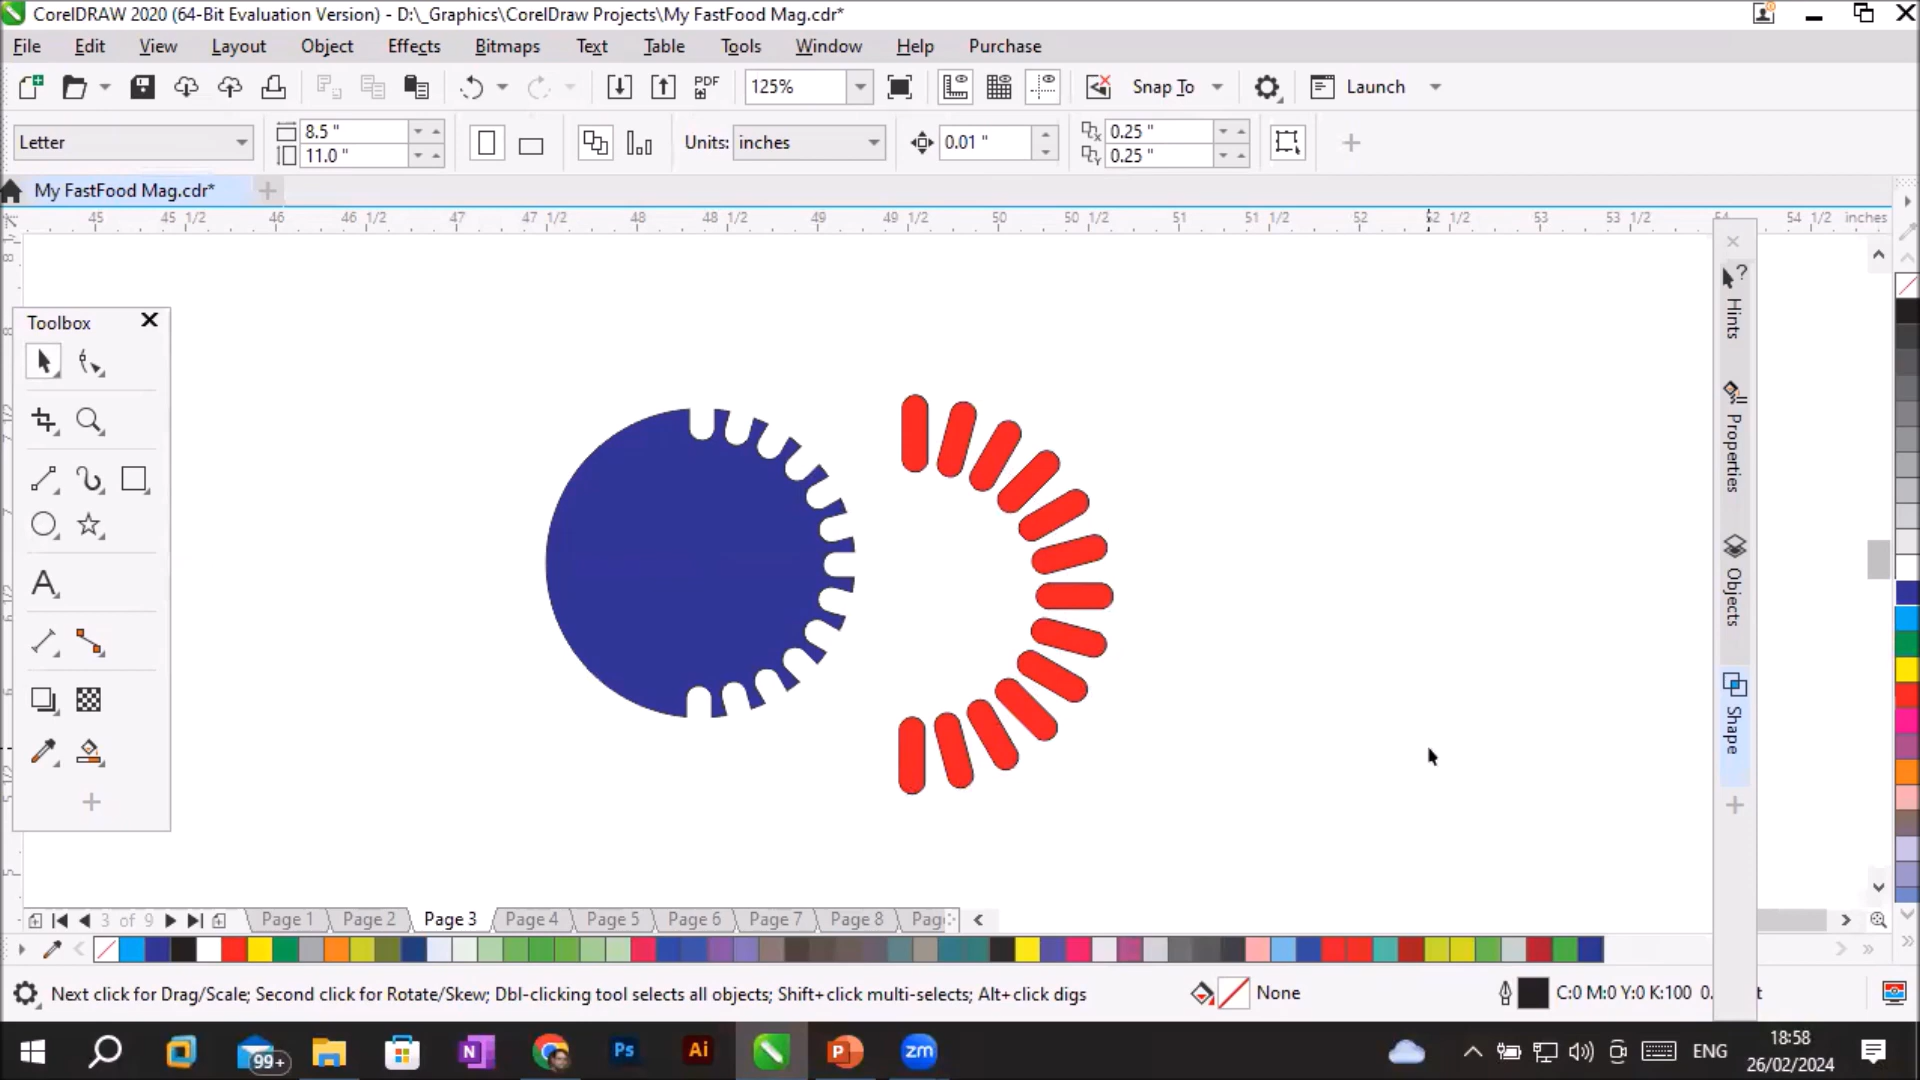 CorelDRAW 2020 (64-Bit Evaluation Version) - D:\_Graphics\CorelDraw Projects\My FastFood Mag.cdr*
File Edit View Layout Object Effects Bitmaps Text Table Tools Window Help Purchase
PDF 125% Snap To Launch
Letter 8.5 " 11.0 " Units: inches 0.01 " 0.25 " 0.25 "
My FastFood Mag.cdr*
45 45 1/2 46 46 1/2 47 47 1/2 48 48 1/2 49 49 1/2 50 50 1/2 51 51 1/2 52 52 1/2 53 53 1/2 54 54 1/2 inches
Toolbox
Hints
Properties
Objects
Shape
3 of 9 Page 1 Page 2 Page 3 Page 4 Page 5 Page 6 Page 7 Page 8 Pag
Next click for Drag/Scale; Second click for Rotate/Skew; Dbl-clicking tool selects all objects; Shift+click multi-selects; Alt+click digs None C:0 M:0 Y:0 K:100 0.
99+ N Ps Ai P zm ENG 18:58
26/02/2024